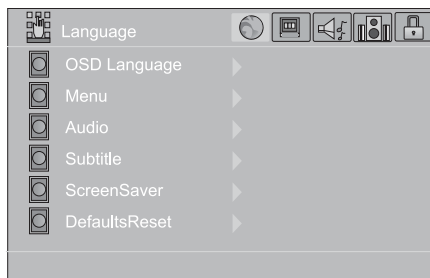 Language
OSD Language
Menu
Audio
Subtitle
ScreenSaver
DefaultsReset